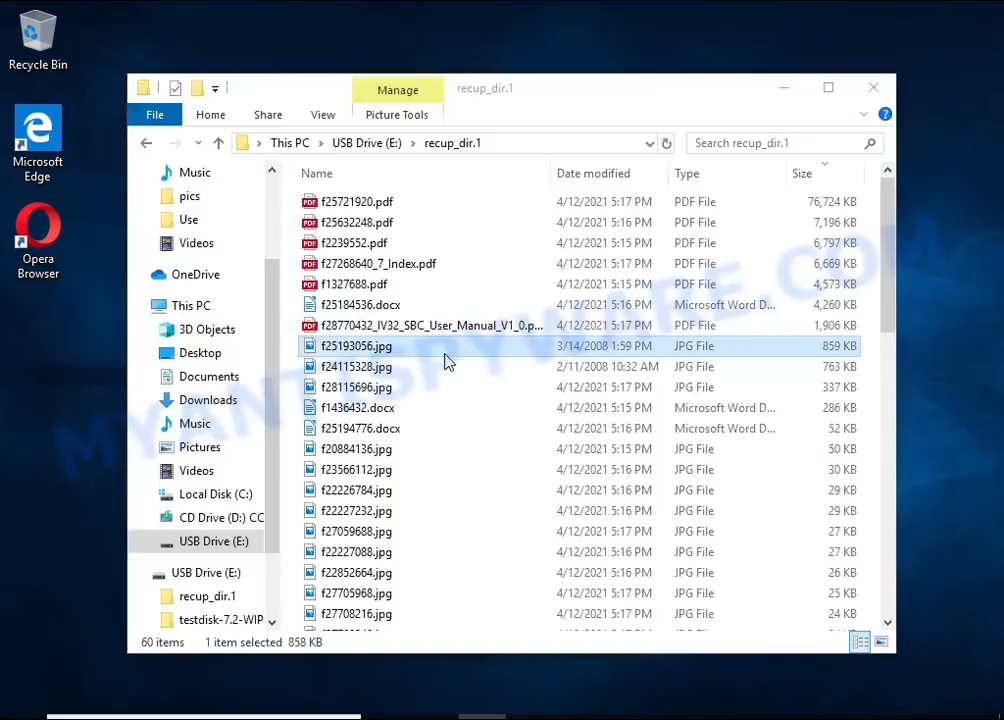 Recycle Bin
Microsoft
Edge
Opera
Browser
Manage
recup_dir.1
File
Home
Share
View
Picture Tools
This PC > USB Drive (E:) > recup_dir.1
Search recup_dir.1
Music
pics
Use
Videos
OneDrive
This PC
3D Objects
Desktop
Documents
Downloads
Music
Pictures
Videos
Local Disk (C:)
CD Drive (D:) CC
USB Drive (E:)
USB Drive (E:)
recup_dir.1
testdisk-7.2-WIP
Name Date modified Type Size
f25721920.pdf 4/12/2021 5:17 PM PDF File 76,724 KB
f25632248.pdf 4/12/2021 5:16 PM PDF File 7,196 KB
f2239552.pdf 4/12/2021 5:15 PM PDF File 6,797 KB
f27268640_7_Index.pdf 4/12/2021 5:17 PM PDF File 6,669 KB
f1327688.pdf 4/12/2021 5:15 PM PDF File 4,573 KB
f25184536.docx 4/12/2021 5:16 PM Microsoft Word D... 4,260 KB
f28770432_IV32_SBC_User_Manual_V1_0.p... 4/12/2021 5:17 PM PDF File 1,906 KB
f25193056.jpg 3/14/2008 1:59 PM JPG File 859 KB
f24115328.jpg 2/11/2008 10:32 AM JPG File 763 KB
f28115696.jpg 4/12/2021 5:17 PM JPG File 337 KB
f1436432.docx 4/12/2021 5:15 PM Microsoft Word D... 286 KB
f25194776.docx 4/12/2021 5:16 PM Microsoft Word D... 52 KB
f20884136.jpg 4/12/2021 5:15 PM JPG File 50 KB
f23566112.jpg 4/12/2021 5:16 PM JPG File 30 KB
f22226784.jpg 4/12/2021 5:16 PM JPG File 29 KB
f22227232.jpg 4/12/2021 5:16 PM JPG File 29 KB
f27059688.jpg 4/12/2021 5:17 PM JPG File 27 KB
f22227088.jpg 4/12/2021 5:16 PM JPG File 27 KB
f22852664.jpg 4/12/2021 5:16 PM JPG File 26 KB
f27705968.jpg 4/12/2021 5:17 PM JPG File 25 KB
f27708216.jpg 4/12/2021 5:17 PM JPG File 24 KB
60 items 1 item selected 858 KB
MYANTISPYWARE.COM